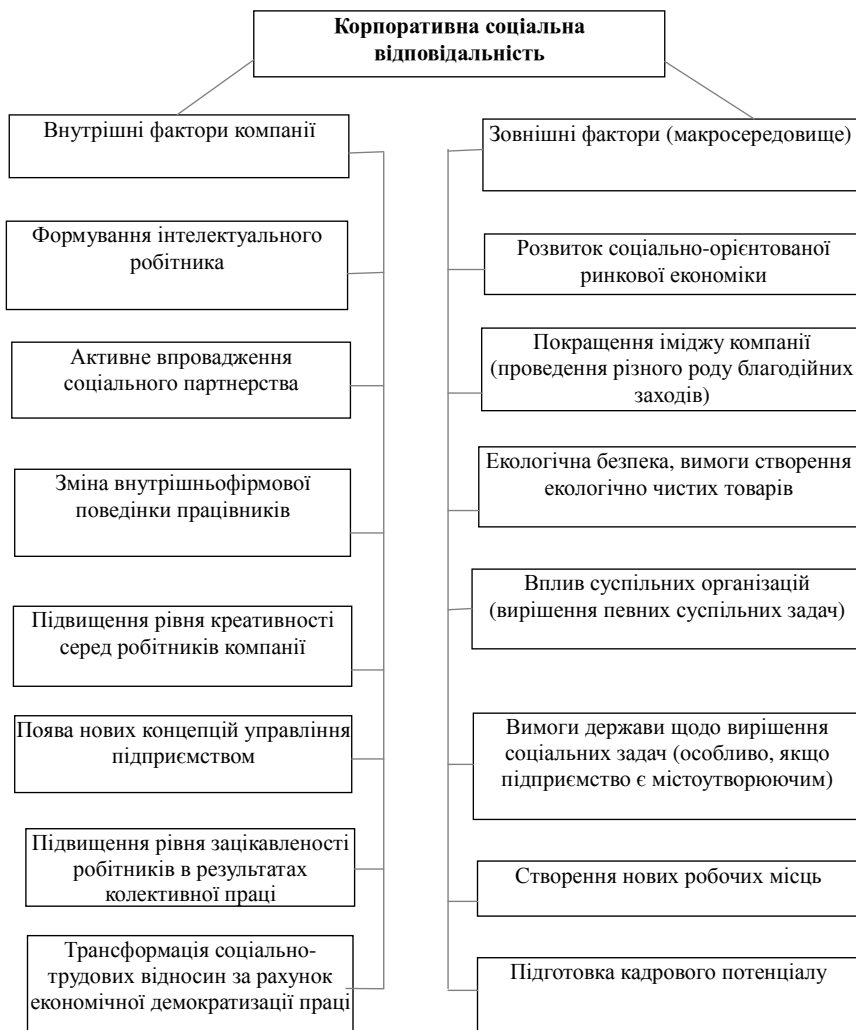 Корпоративна соціальна
відповідальність
Внутрішні фактори компанії
Формування інтелектуального
робітника
Активне впровадження
соціального партнерства
Зміна внутрішньофірмової
поведінки працівників
Підвищення рівня креативності
серед робітників компанії
Поява нових концепцій управління
підприємством
Підвищення рівня зацікавленості
робітників в результатах
колективної праці
Трансформація соціально-
трудових відносин за рахунок
економічної демократизації праці
Зовнішні фактори (макросередовище)
Розвиток соціально-орієнтованої
ринкової економіки
Покращення іміджу компанії
(проведення різного роду благодійних
заходів)
Екологічна безпека, вимоги створення
екологічно чистих товарів
Вплив суспільних організацій
(вирішення певних суспільних задач)
Вимоги держави щодо вирішення
соціальних задач (особливо, якщо
підприємство є містоутворюючим)
Створення нових робочих місць
Підготовка кадрового потенціалу